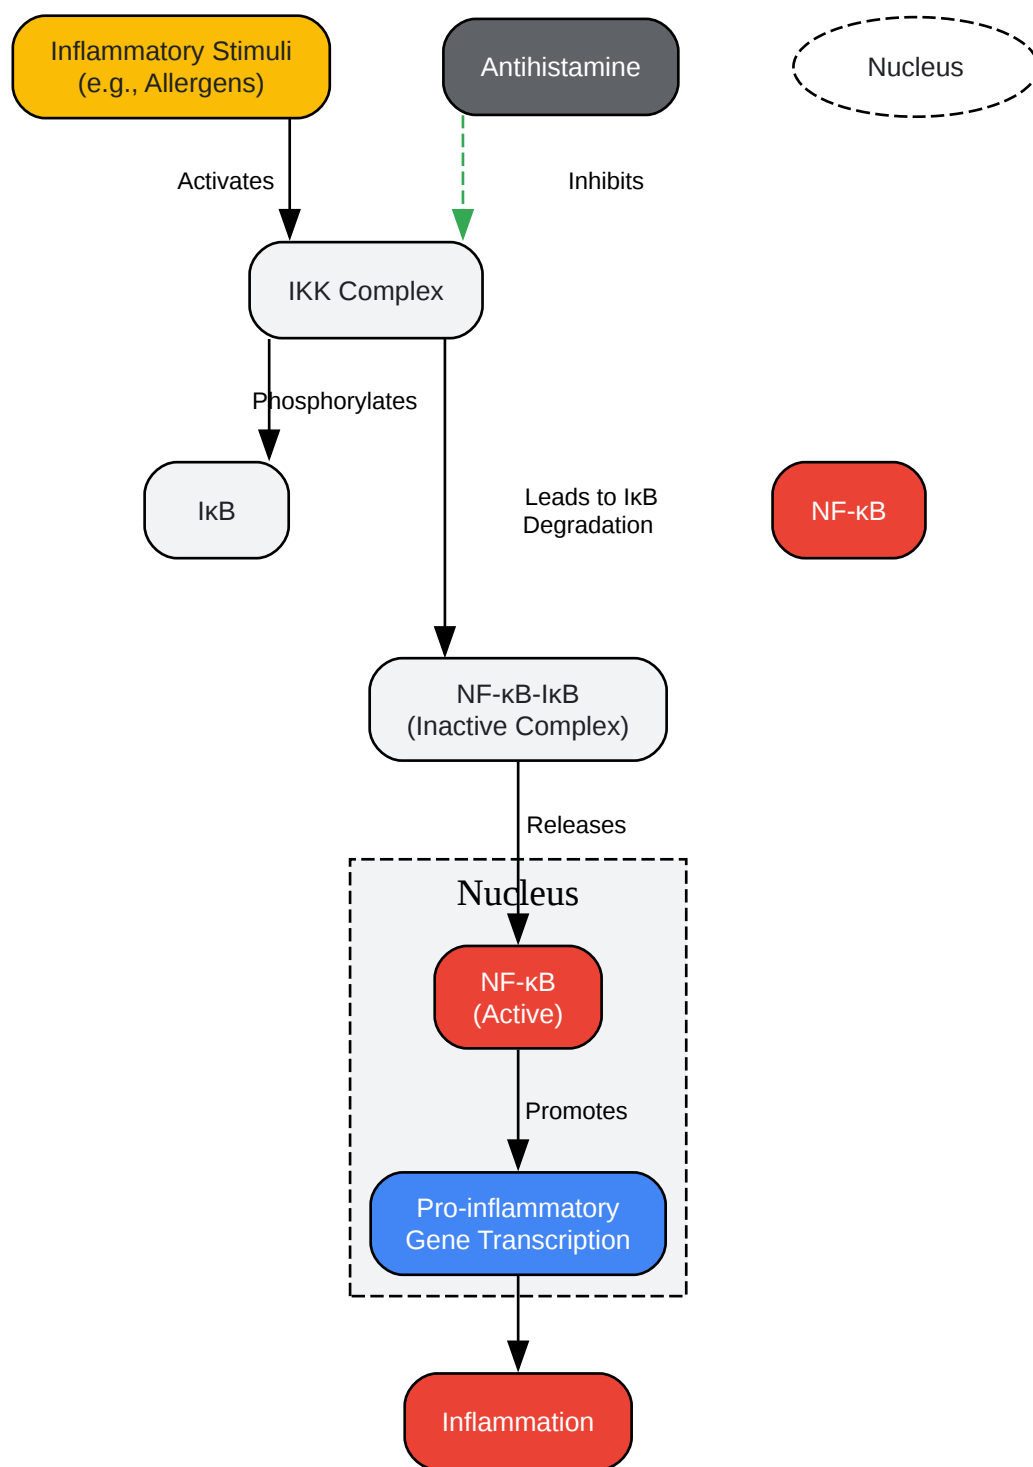 Inflammatory Stimuli
(e.g., Allergens)
Antihistamine
Nucleus
Activates
Inhibits
IKK Complex
Phosphorylates
IκB
Leads to IκB
Degradation
NF-κB
NF-κB-IκB
(Inactive Complex)
Releases
Nucleus
NF-κB
(Active)
Promotes
Pro-inflammatory
Gene Transcription
Inflammation